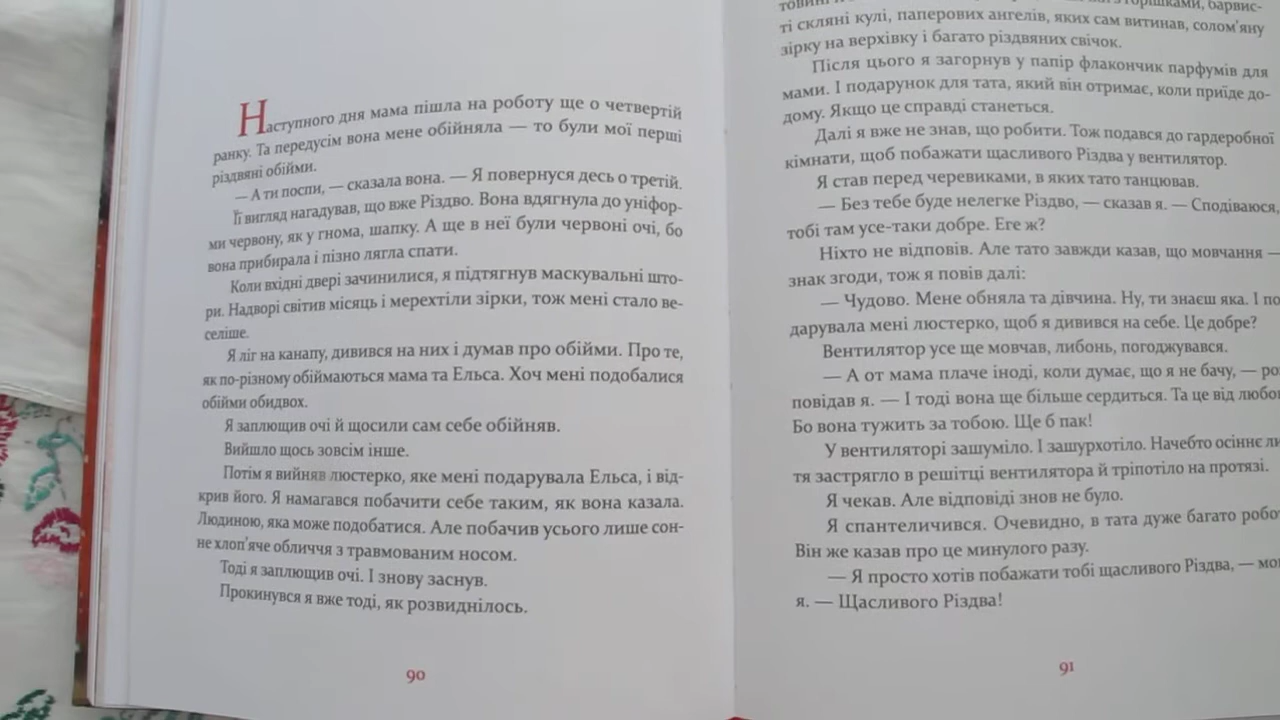 Наступного дня мама пішла на роботу ще о четвертій
ранку. Та передусім вона мене обійняла — то були мої перші
різдвяні обійми.
— А ти поспи, — сказала вона. — Я повернуся десь о третій.
Її вигляд нагадував, що вже Різдво. Вона вдягнула до уніфор-
ми червону, як у гнома, шапку. А ще в неї були червоні очі, бо
вона прибирала і пізно лягла спати.
Коли вхідні двері зачинилися, я підтягнув маскувальні што-
ри. Надворі світив місяць і мерехтіли зірки, тож мені стало ве-
селіше.
Я ліг на канапу, дивився на них і думав про обійми. Про те,
як по-різному обіймаються мама та Ельса. Хоч мені подобалися
обійми обидвох.
Я заплющив очі й щосили сам себе обійняв.
Вийшло щось зовсім інше.
Потім я вийняв люстерко, яке мені подарувала Ельса, і від-
крив його. Я намагався побачити себе таким, як вона казала.
Людиною, яка може подобатися. Але побачив усього лише сон-
не хлоп'яче обличчя з травмованим носом.
Тоді я заплющив очі. І знову заснув.
Прокинувся я вже тоді, як розвиднілось.
90
горішками, барвис-
ті скляні кулі, паперових ангелів, яких сам витинав, солом'яну
зірку на верхівку і багато різдвяних свічок.
Після цього я загорнув у папір флакончик парфумів для
мами. І подарунок для тата, який він отримає, коли приїде до-
дому. Якщо це справді станеться.
Далі я вже не знав, що робити. Тож подався до гардеробної
кімнати, щоб побажати щасливого Різдва у вентилятор.
Я став перед черевиками, в яких тато танцював.
— Без тебе буде нелегке Різдво, — сказав я. — Сподіваюся,
тобі там усе-таки добре. Еге ж?
Ніхто не відповів. Але тато завжди казав, що мовчання —
знак згоди, тож я повів далі:
— Чудово. Мене обняла та дівчина. Ну, ти знаєш яка. І по
дарувала мені люстерко, щоб я дивився на себе. Це добре?
Вентилятор усе ще мовчав, либонь, погоджувався.
— А от мама плаче іноді, коли думає, що я не бачу, — роз
повідав я. — І тоді вона ще більше сердиться. Та це від любов
Бо вона тужить за тобою. Ще б пак!
У вентиляторі зашуміло. І зашурхотіло. Начебто осіннє ли
тя застрягло в решітці вентилятора й тріпотіло на протязі.
Я чекав. Але відповіді знов не було.
Я спантеличився. Очевидно, в тата дуже багато робот
Він же казав про це минулого разу.
— Я просто хотів побажати тобі щасливого Різдва, — мов
я. — Щасливого Різдва!
91